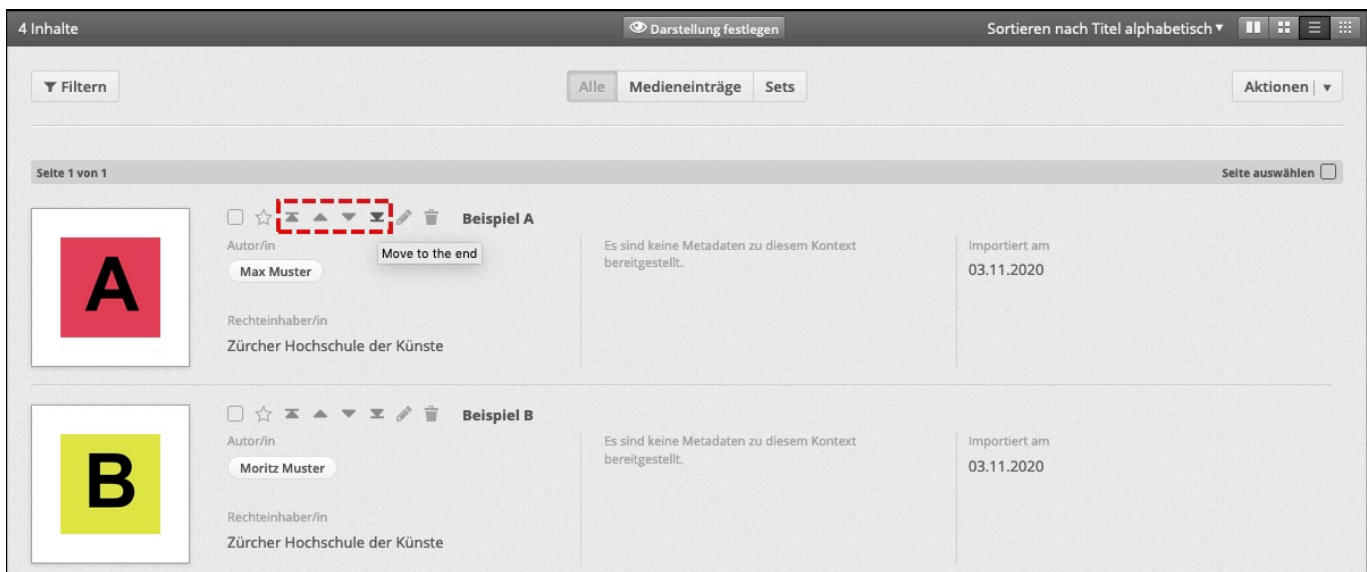 4 Inhalte
Darstellung festlegen
Sortieren nach Titel alphabetisch
Filtern
Alle Medieneinträge Sets
Aktionen
Seite 1 von 1
Seite auswählen
Beispiel A
Move to the end
A
Autor/in
Max Muster
Rechteinhaber/in
Zürcher Hochschule der Künste
Es sind keine Metadaten zu diesem Kontext
bereitgestellt.
Importiert am
03.11.2020
Beispiel B
B
Autor/in
Moritz Muster
Rechteinhaber/in
Zürcher Hochschule der Künste
Es sind keine Metadaten zu diesem Kontext
bereitgestellt.
Importiert am
03.11.2020